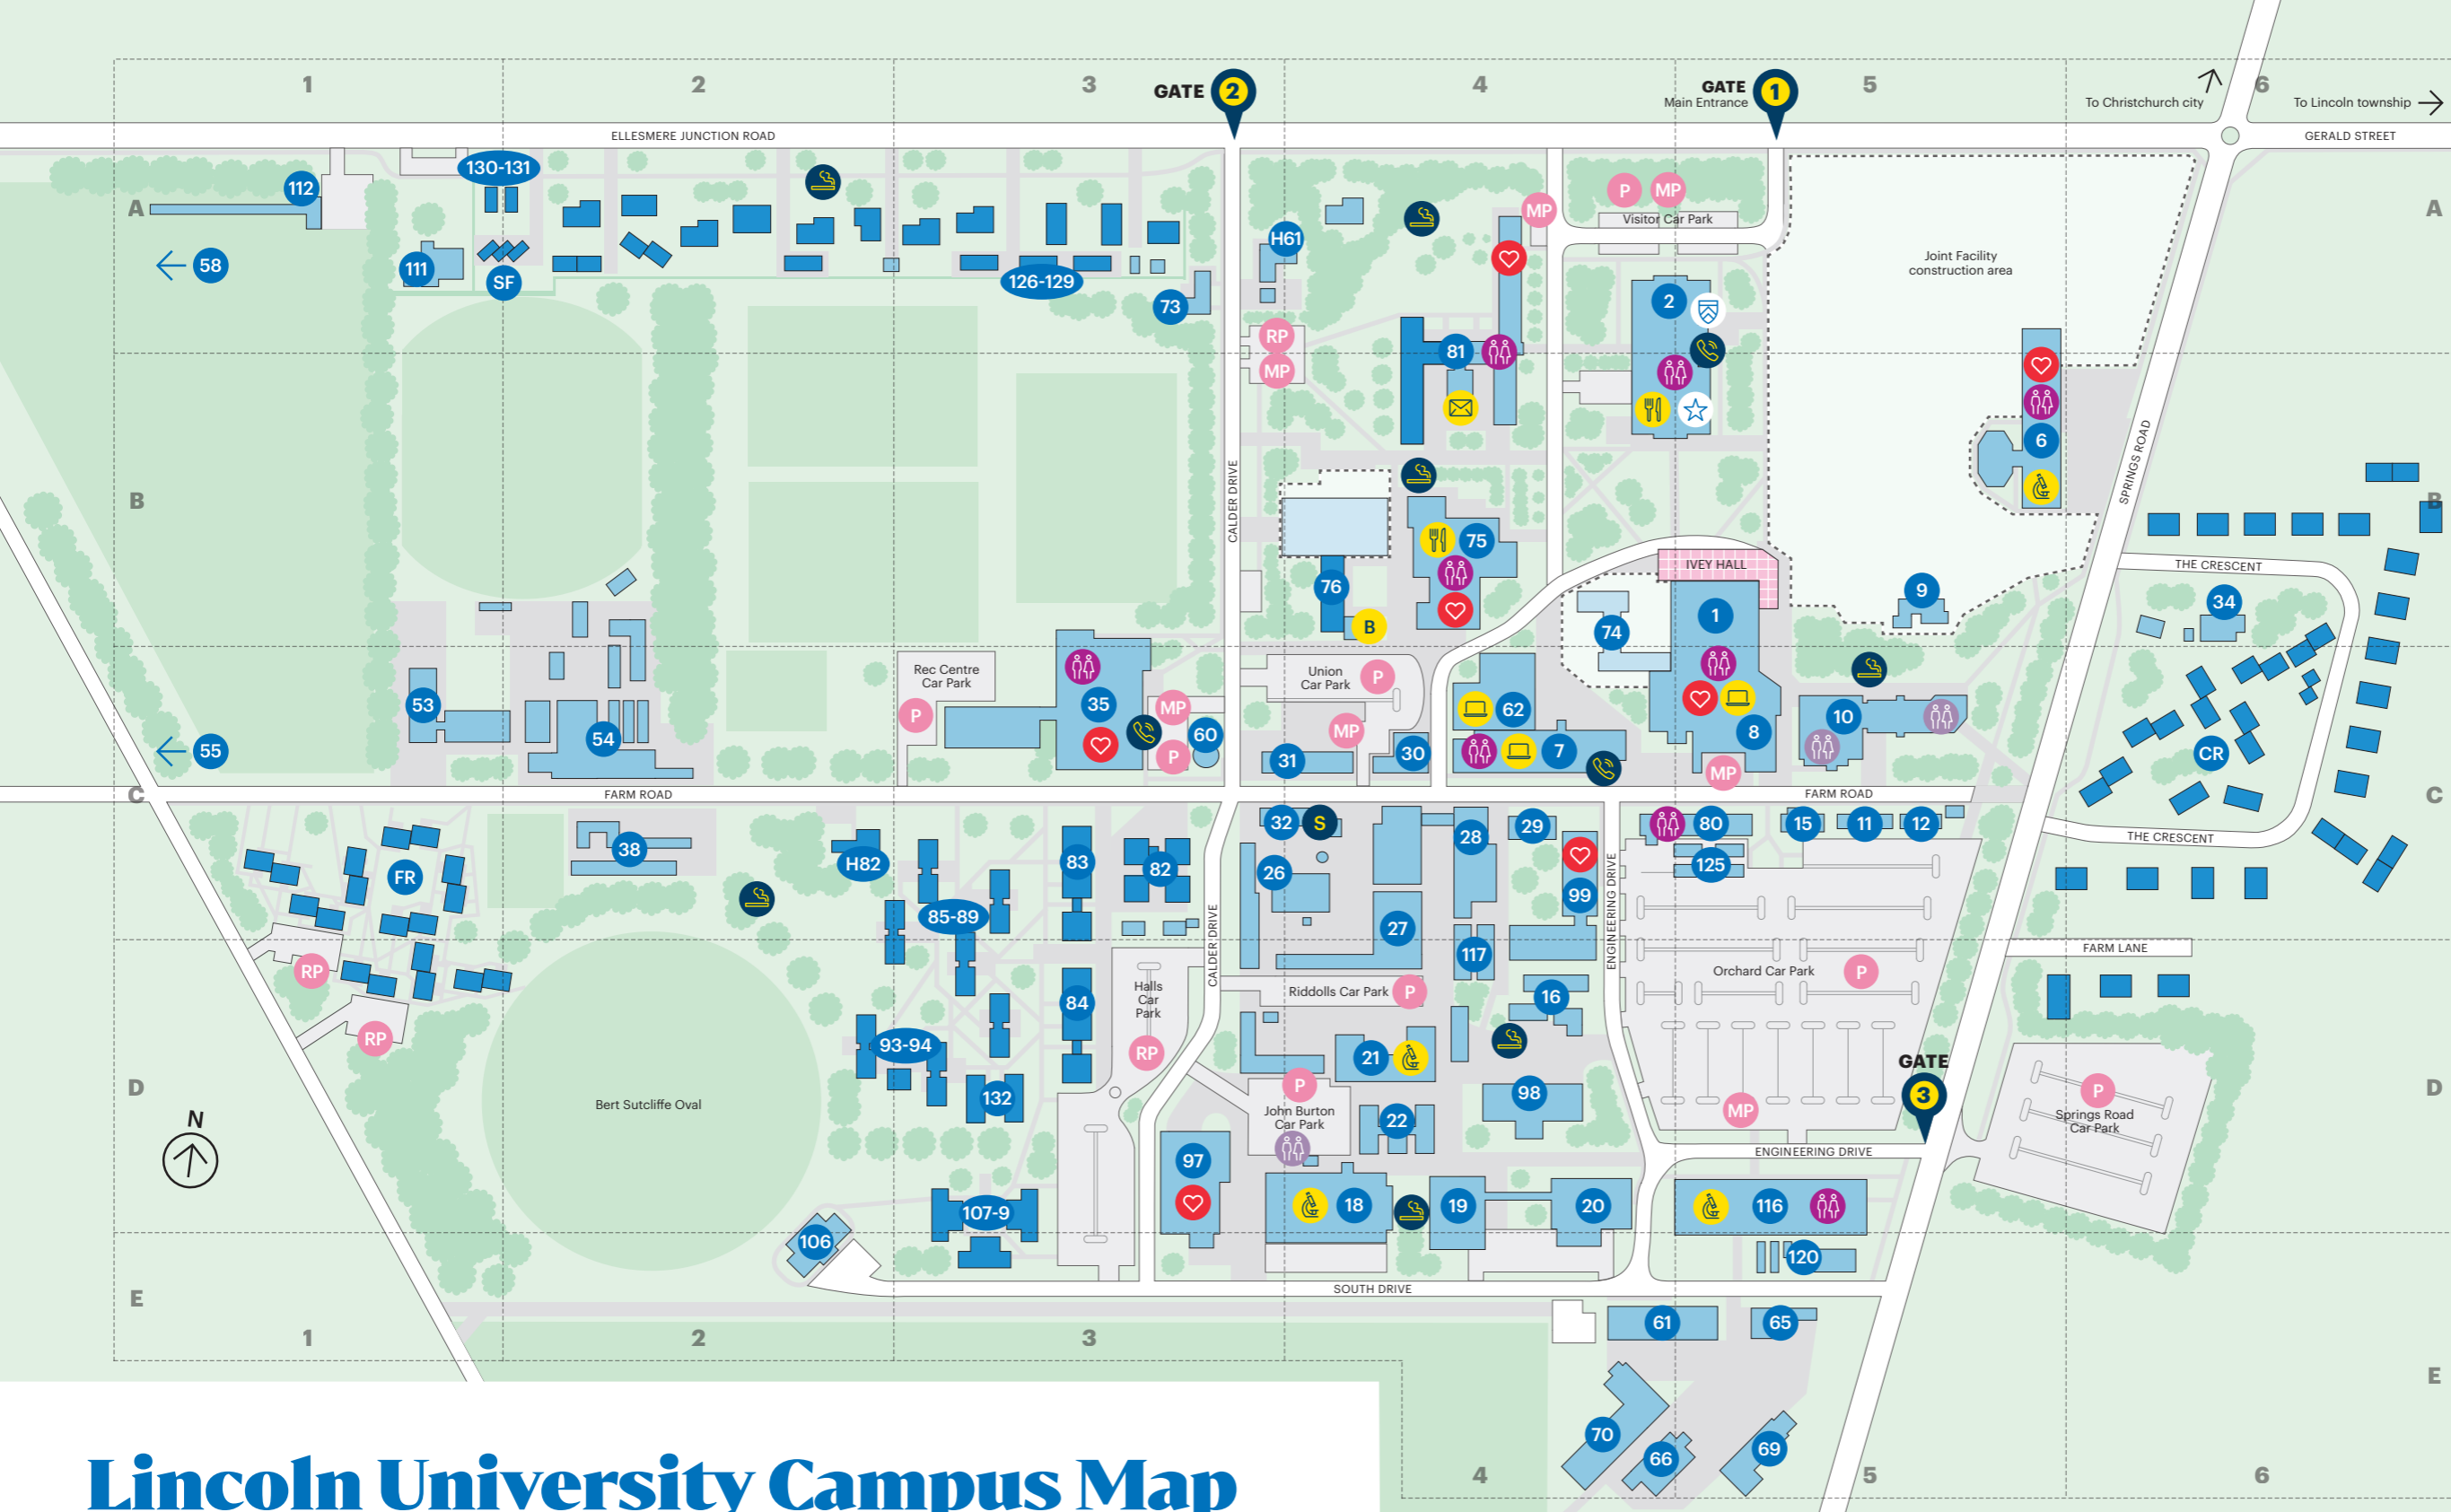 1 2 3 GATE 2 4 GATE 1 5 6
Main Entrance
To Christchurch city
To Lincoln township
ELLESMERE JUNCTION ROAD
GERALD STREET
130-131
112
P MP
A
MP
A
Visitor Car Park
H61
Joint Facility
construction area
58
111
SF
126-129
73
2
RP
81
MP
6
B
B
CALDER DRIVE
SPRINGS ROAD
75
IVEY HALL
THE CRESCENT
76
9
34
1
B
74
Rec Centre
Car Park
Union
Car Park
P
53
35
MP
62
10
P
MP
8
54
60
55
P
31
30
7
CR
MP
C
FARM ROAD
FARM ROAD
C
32 S
28
29
80
15
11
12
THE CRESCENT
38
H82
83
82
26
125
FR
99
85-89
27
ENGINEERING DRIVE
CALDER DRIVE
117
FARM LANE
RP
Orchard Car Park P
Halls
Car
Park
Riddolls Car Park P
84
16
RP
93-94
RP
21
GATE
3
D
132
P
98
MP
P
D
Bert Sutcliffe Oval
John Burton
Car Park
22
Springs Road
Car Park
N
ENGINEERING DRIVE
97
107-9
18
19
20
116
106
120
E
SOUTH DRIVE
61
65
1 2 3
E
70
66
69
4 5 6
Lincoln University Campus Map